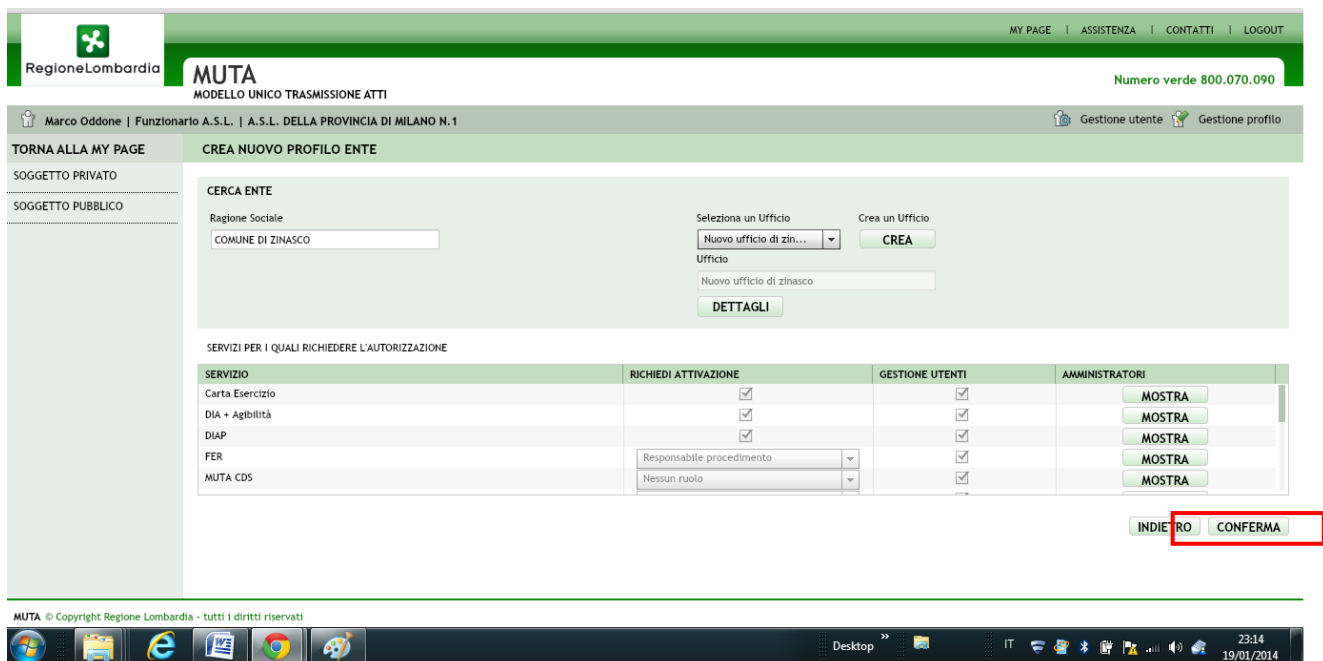 MY PAGE | ASSISTENZA | CONTATTI | LOGOUT
RegioneLombardia
MUTA
MODELLO UNICO TRASMISSIONE ATTI
Numero verde 800.070.090
Marco Oddone | Funzionario A.S.L. | A.S.L. DELLA PROVINCIA DI MILANO N.1
Gestione utente Gestione profilo
TORNA ALLA MY PAGE
CREA NUOVO PROFILO ENTE
SOGGETTO PRIVATO
SOGGETTO PUBBLICO
CERCA ENTE
Ragione Sociale
Seleziona un Ufficio
Crea un Ufficio
COMUNE DI ZINASCO
Nuovo ufficio di zin...
CREA
Ufficio
Nuovo ufficio di zinasco
DETTAGLI
SERVIZI PER I QUALI RICHIEDERE L'AUTORIZZAZIONE
SERVIZIO RICHIEDI ATTIVAZIONE GESTIONE UTENTI AMMINISTRATORI
Carta Esercizio MOSTRA
DIA + Agibilità MOSTRA
DIAP MOSTRA
FER Responsabile procedimento MOSTRA
MUTA CDS Nessun ruolo MOSTRA
INDIETRO CONFERMA
MUTA © Copyright Regione Lombardia - tutti i diritti riservati
Desktop » IT 23:14
19/01/2014